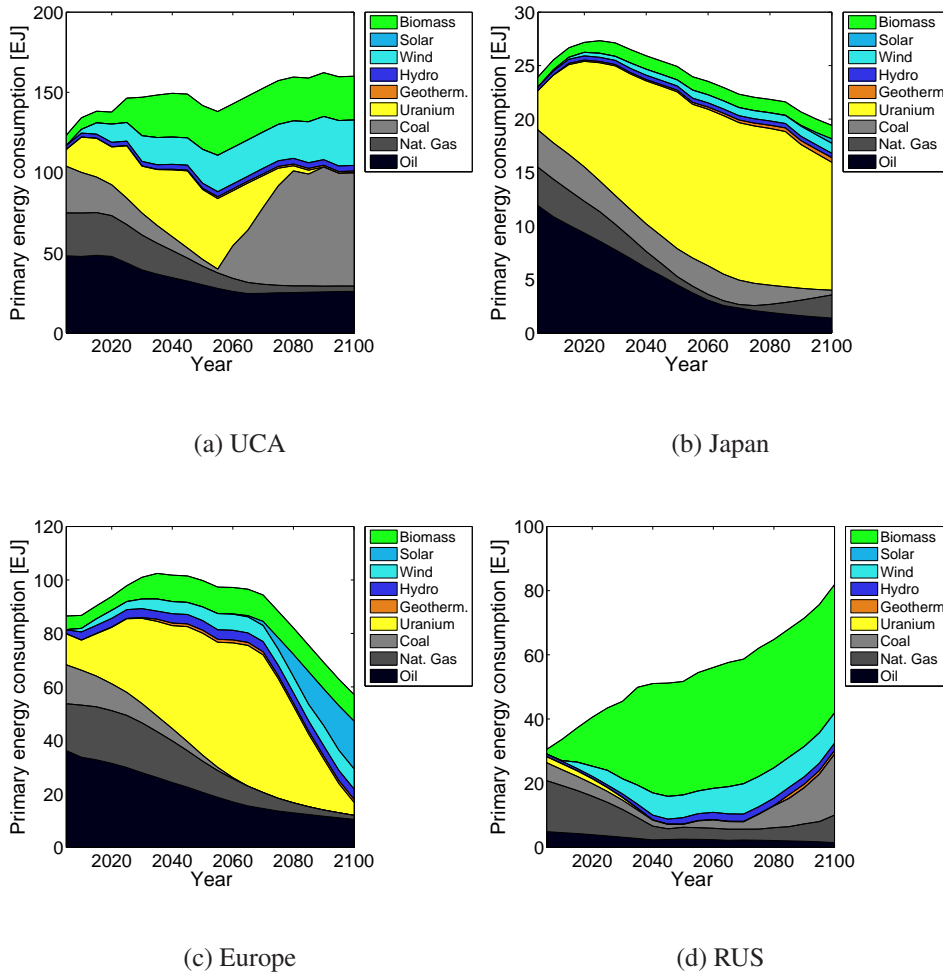 Primary energy consumption [EJ]
200
150
100
50
0
2020 2040 2060 2080 2100
Year
Biomass
Solar
Wind
Hydro
Geotherm.
Uranium
Coal
Nat. Gas
Oil
(a) UCA
Primary energy consumption [EJ]
30
25
20
15
10
5
0
2020 2040 2060 2080 2100
Year
Biomass
Solar
Wind
Hydro
Geotherm.
Uranium
Coal
Nat. Gas
Oil
(b) Japan
Primary energy consumption [EJ]
120
100
80
60
40
20
0
2020 2040 2060 2080 2100
Year
Biomass
Solar
Wind
Hydro
Geotherm.
Uranium
Coal
Nat. Gas
Oil
(c) Europe
Primary energy consumption [EJ]
100
80
60
40
20
0
2020 2040 2060 2080 2100
Year
Biomass
Solar
Wind
Hydro
Geotherm.
Uranium
Coal
Nat. Gas
Oil
(d) RUS